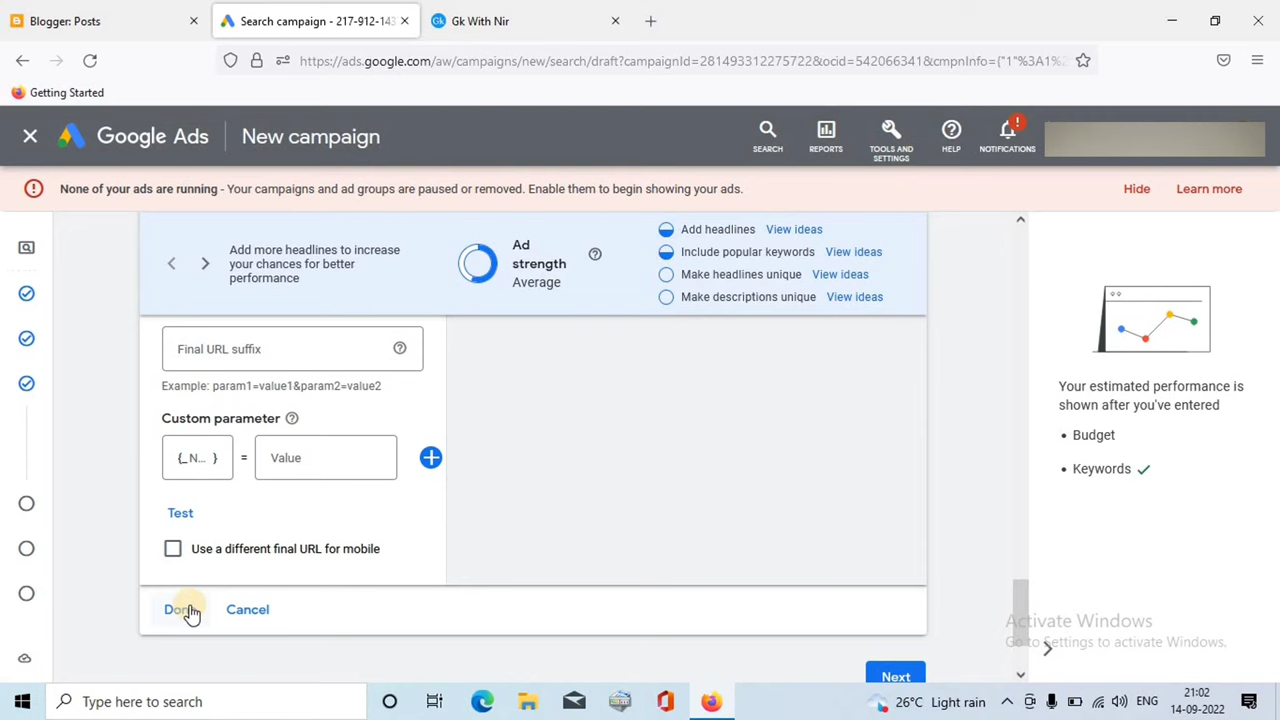 Blogger: Posts
Search campaign - 217-912-143
Gk With Nir
https://ads.google.com/aw/campaigns/new/search/draft?campaignId=281493312275722&ocid=542066341&cmpnInfo={"1"%3A1%2
Getting Started
Google Ads
New campaign
SEARCH
REPORTS
TOOLS AND
SETTINGS
HELP
NOTIFICATIONS
None of your ads are running - Your campaigns and ad groups are paused or removed. Enable them to begin showing your ads.
Hide
Learn more
Add more headlines to increase
your chances for better
performance
Ad
strength
Average
Add headlines View ideas
Include popular keywords View ideas
Make headlines unique View ideas
Make descriptions unique View ideas
Final URL suffix
Example: param1=value1&param2=value2
Custom parameter
{_N... } = Value
Test
Use a different final URL for mobile
Done
Cancel
Next
Your estimated performance is
shown after you've entered
• Budget
• Keywords
Activate Windows
Go to Settings to activate Windows.
Type here to search
26°C Light rain
ENG
21:02
14-09-2022